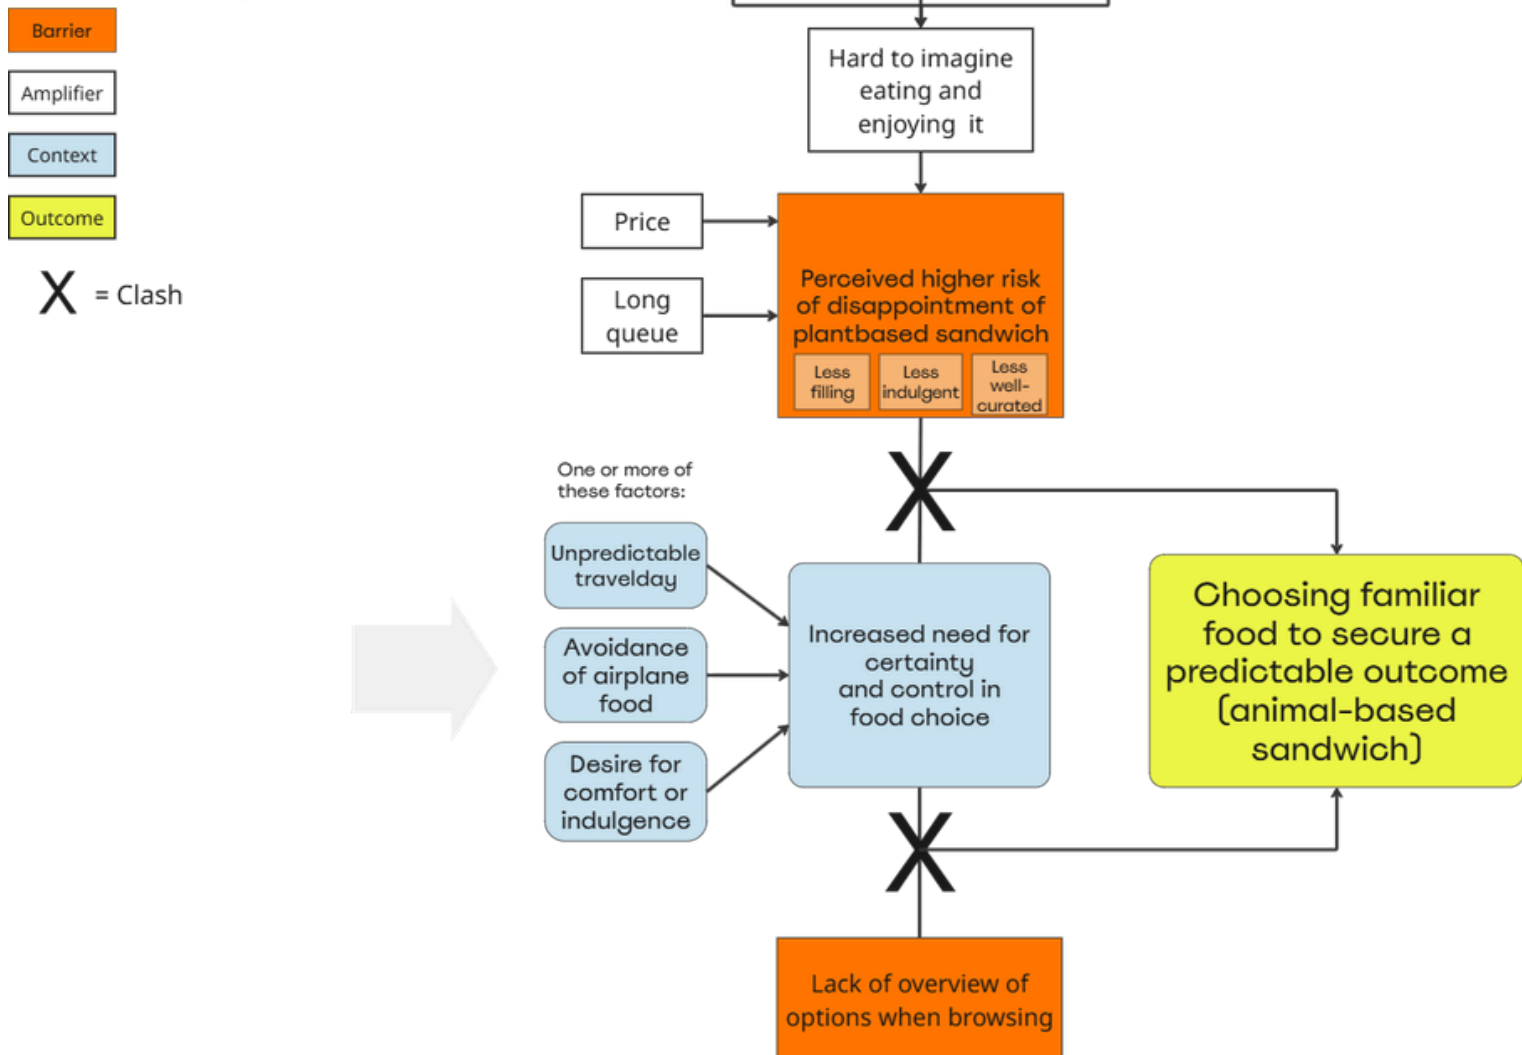 Barrier
Amplifier
Context
Outcome
X = Clash
Hard to imagine
eating and
enjoying it
Price
Long
queue
Perceived higher risk
of disappointment of
plantbased sandwich
Less
filling
Less
indulgent
Less
well-
curated
X
One or more of
these factors:
Unpredictable
travelday
Avoidance
of airplane
food
Desire for
comfort or
indulgence
Increased need for
certainty
and control in
food choice
Choosing familiar
food to secure a
predictable outcome
(animal-based
sandwich)
X
Lack of overview of
options when browsing